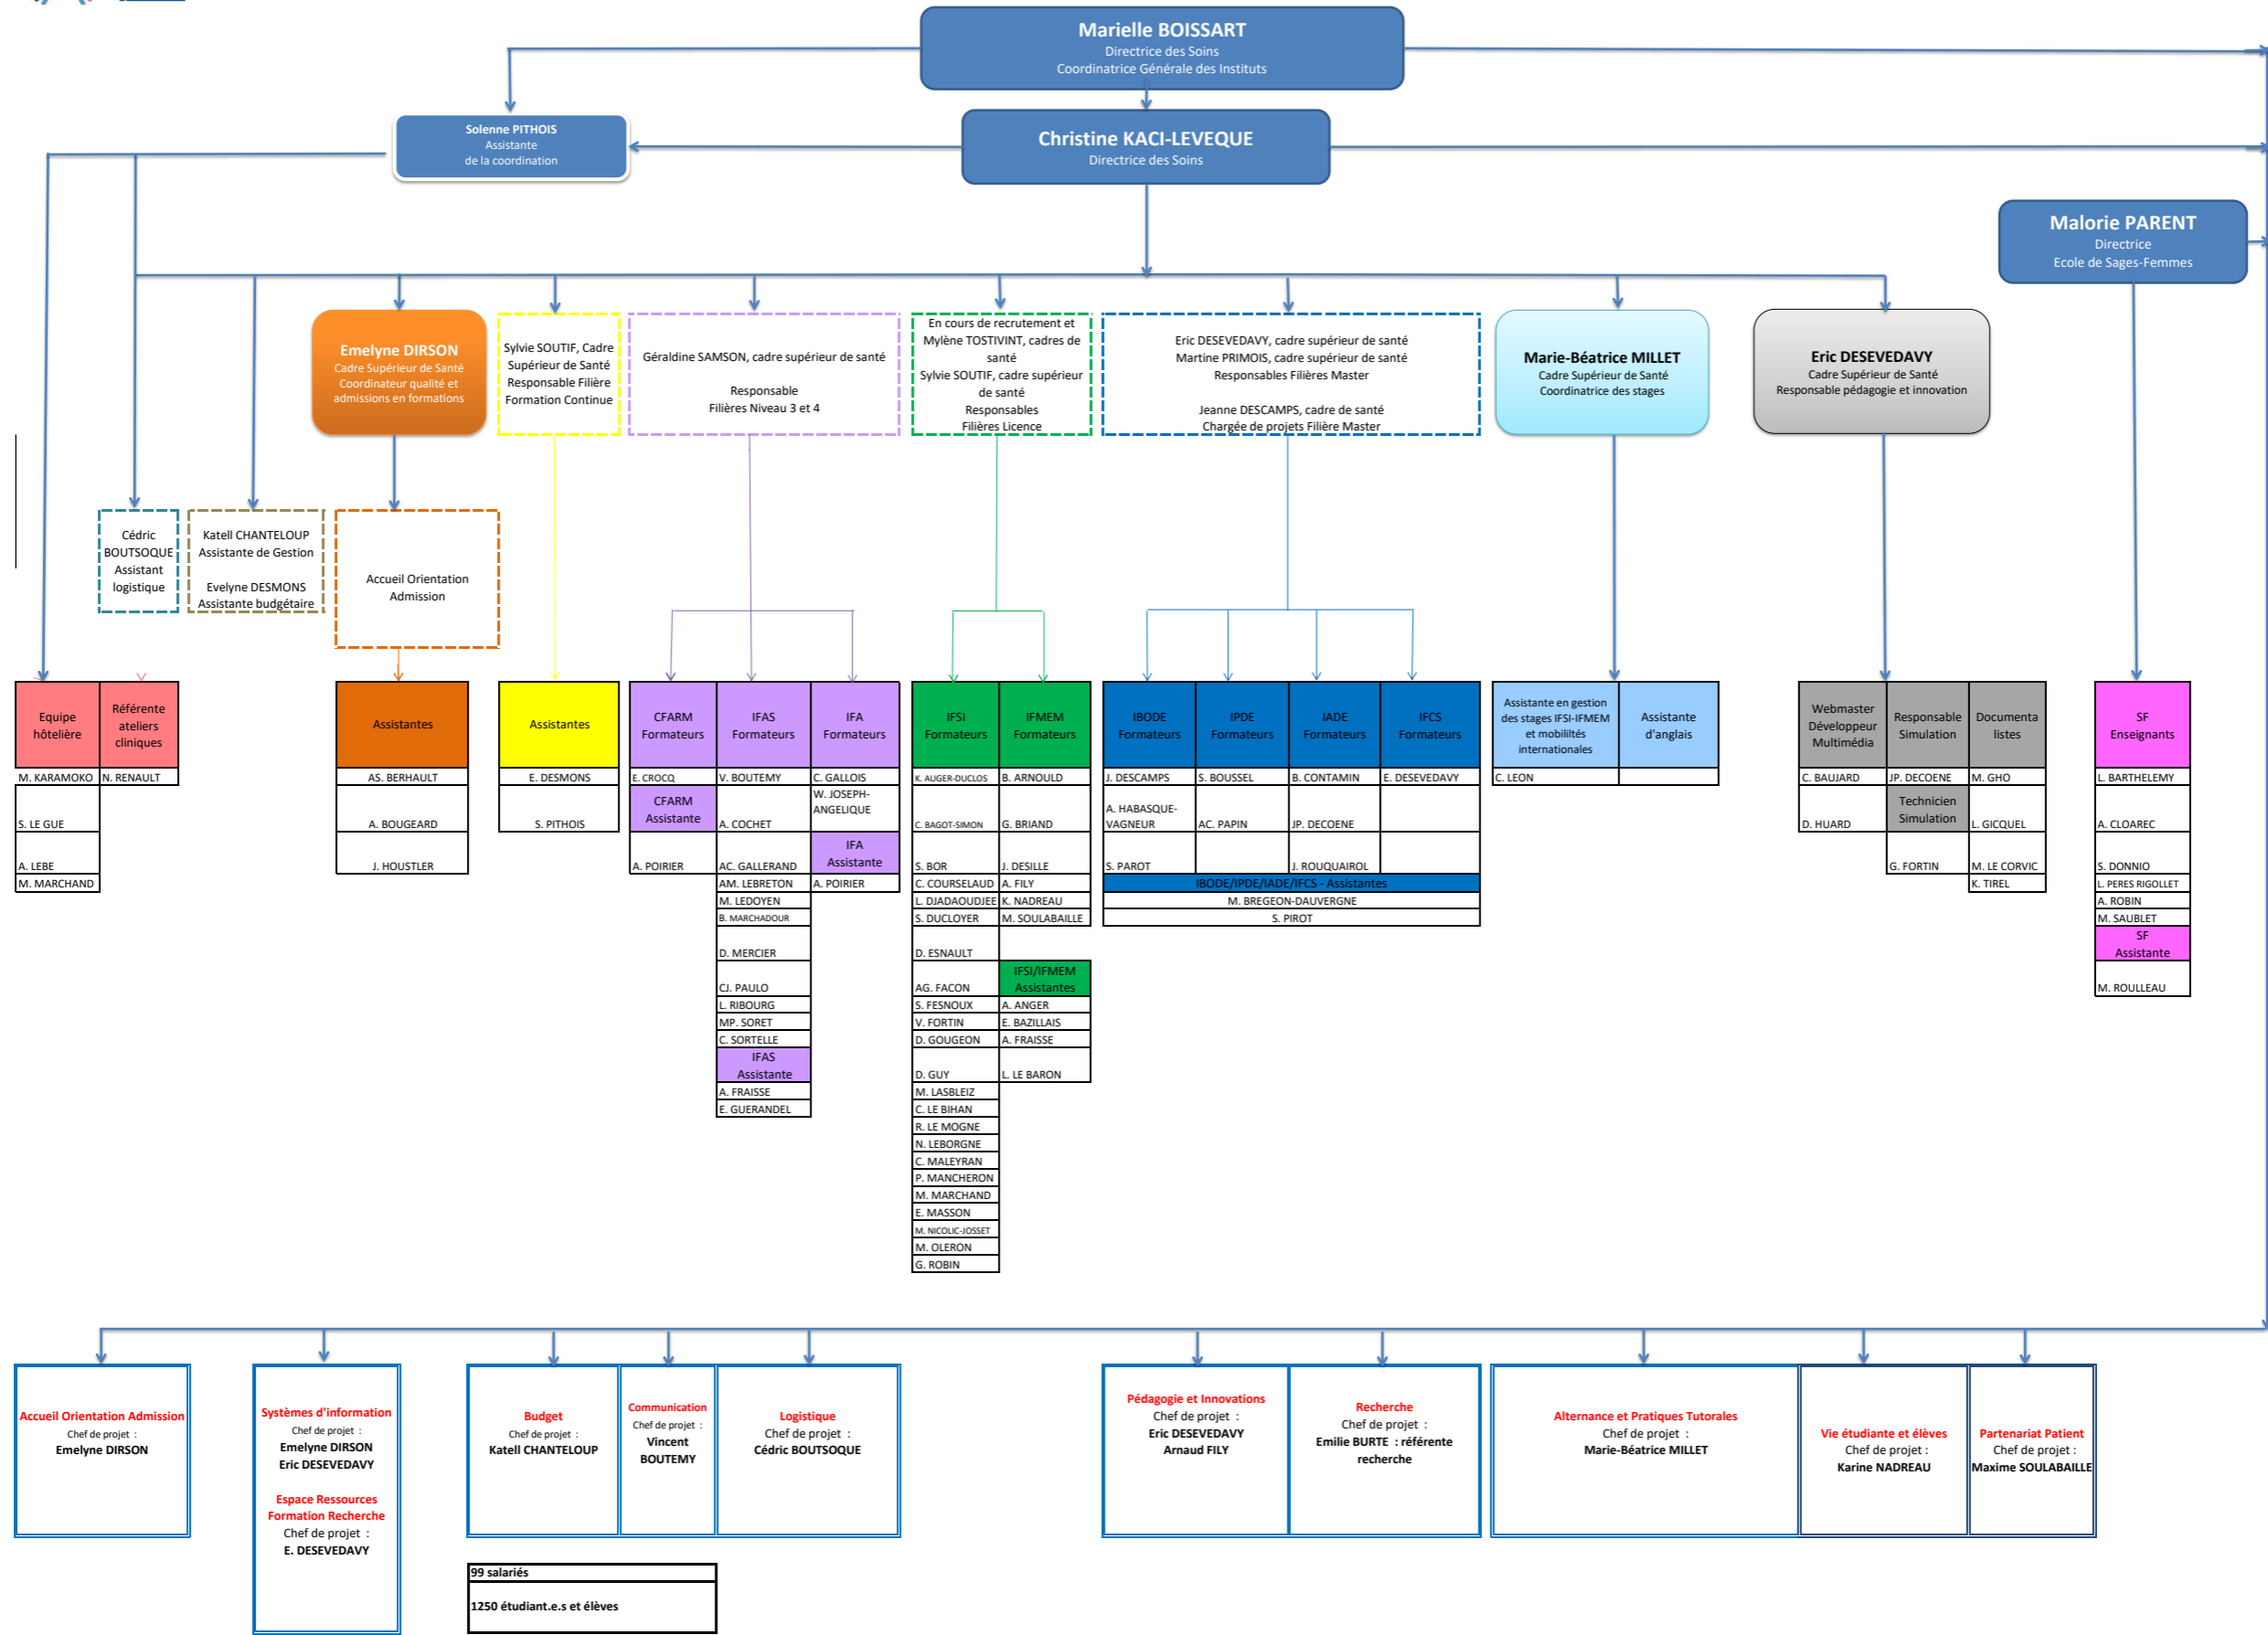 Marielle BOISSART
Directrice des Soins
Coordinatrice Générale des Instituts
Solenne PITHOIS
Assistante
de la coordination
Christine KACI-LEVEQUE
Directrice des Soins
Malorie PARENT
Directrice
Ecole de Sages-Femmes
Emelyne DIRSON
Cadre Supérieur de Santé
Coordinateur qualité et
admissions en formations
Sylvie SOUTIF, Cadre
Supérieur de Santé
Responsable Filière
Formation Continue
Géraldine SAMSON, cadre supérieur de santé
Responsable
Filières Niveau 3 et 4
En cours de recrutement et
Mylène TOSTIVINT, cadres de
santé
Sylvie SOUTIF, cadre supérieur
de santé
Responsables
Filières Licence
Eric DESEVEDAVY, cadre supérieur de santé
Martine PRIMOIS, cadre supérieur de santé
Responsables Filières Master
Jeanne DESCAMPS, cadre de santé
Chargée de projets Filière Master
Marie-Béatrice MILLET
Cadre Supérieur de Santé
Coordinatrice des stages
Eric DESEVEDAVY
Cadre Supérieur de Santé
Responsable pédagogie et innovation
Cédric
BOUTSOQUE
Assistant
logistique
Katell CHANTELOUP
Assistante de Gestion
Evelyne DESMONS
Assistante budgétaire
Accueil Orientation
Admission
Equipe
hôtelière
M. KARAMOKO
S. LE GUE
A. LEBE
M. MARCHAND
Référente
ateliers
cliniques
N. RENAULT
Assistantes
AS. BERHAULT
A. BOUGEARD
J. HOUSTLER
Assistantes
E. DESMONS
S. PITHOIS
CFARM
Formateurs
E. CROCQ
CFARM
Assistante
A. POIRIER
IFAS
Formateurs
V. BOUTEMY
A. COCHET
AC. GALLERAND
AM. LEBRETON
M. LEDOYEN
B. MARCHADOUR
D. MERCIER
CJ. PAULO
L. RIBOURG
MP. SORET
C. SORTELLE
IFAS
Assistante
A. FRAISSE
E. GUERANDEL
IFA
Formateurs
C. GALLOIS
W. JOSEPH-
ANGELIQUE
IFA
Assistante
A. POIRIER
IFSI
Formateurs
K. AUGER-DUCLOS
C. BAGOT-SIMON
S. BOR
C. COURSELAUD
L. DJADAOUDJEE
S. DUCLOYER
D. ESNAULT
AG. FACON
S. FESNOUX
V. FORTIN
D. GOUGEON
D. GUY
M. LASBLEIZ
C. LE BIHAN
R. LE MOGNE
N. LEBORGNE
C. MALEYRAN
P. MANCHERON
M. MARCHAND
E. MASSON
M. NICOLIC-JOSSET
M. OLERON
G. ROBIN
IFMEM
Formateurs
B. ARNOULD
G. BRIAND
J. DESILLE
A. FILY
K. NADREAU
M. SOULABAILLE
IFSI/IFMEM
Assistantes
A. ANGER
E. BAZILLAIS
A. FRAISSE
L. LE BARON
IBODE
Formateurs
J. DESCAMPS
A. HABASQUE-
VAGNEUR
S. PAROT
IPDE
Formateurs
S. BOUSSEL
AC. PAPIN
IADE
Formateurs
B. CONTAMIN
JP. DECOENE
J. ROUQUAIROL
IFCS
Formateurs
E. DESEVEDAVY
IBODE/IPDE/IADE/IFCS - Assistantes
M. BREGEON-DAUVERGNE
S. PIROT
Assistante en gestion
des stages IFSI-IFMEM
et mobililtés
internationales
C. LEON
Assistante
d'anglais
Webmaster
Développeur
Multimédia
C. BAUJARD
D. HUARD
Responsable
Simulation
JP. DECOENE
Technicien
Simulation
G. FORTIN
Documenta
listes
M. GHO
L. GICQUEL
M. LE CORVIC
K. TIREL
SF
Enseignants
L. BARTHELEMY
A. CLOAREC
S. DONNIO
L. PERES RIGOLLET
A. ROBIN
M. SAUBLET
SF
Assistante
M. ROULLEAU
Accueil Orientation Admission
Chef de projet :
Emelyne DIRSON
Systèmes d'information
Chef de projet :
Emelyne DIRSON
Eric DESEVEDAVY
Espace Ressources
Formation Recherche
Chef de projet :
E. DESEVEDAVY
Budget
Chef de projet :
Katell CHANTELOUP
Communication
Chef de projet :
Vincent
BOUTEMY
Logistique
Chef de projet :
Cédric BOUTSOQUE
Pédagogie et Innovations
Chef de projet :
Eric DESEVEDAVY
Arnaud FILY
Recherche
Chef de projet :
Emilie BURTE : référente
recherche
Alternance et Pratiques Tutorales
Chef de projet :
Marie-Béatrice MILLET
Vie étudiante et élèves
Chef de projet :
Karine NADREAU
Partenariat Patient
Chef de projet :
Maxime SOULABAILLE
99 salariés
1250 étudiant.e.s et élèves